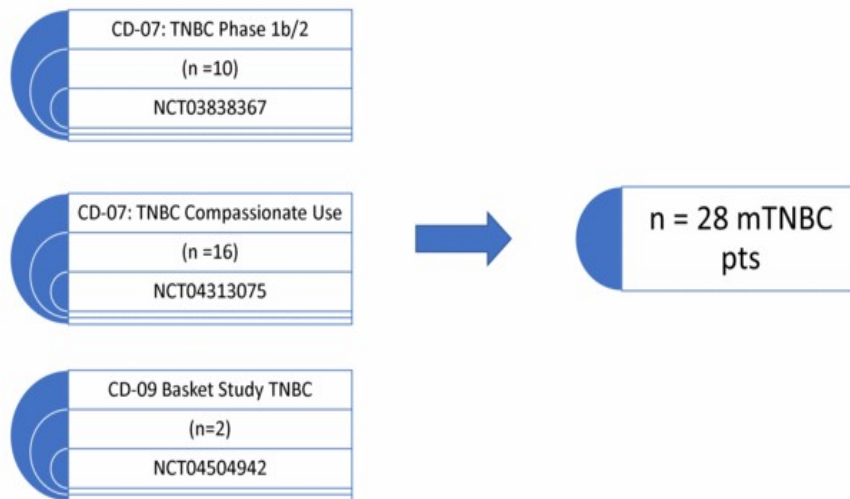 CD-07: TNBC Phase 1b/2
(n =10)
NCT03838367
CD-07: TNBC Compassionate Use
(n =16)
NCT04313075
CD-09 Basket Study TNBC
(n=2)
NCT04504942
n = 28 mTNBC
pts